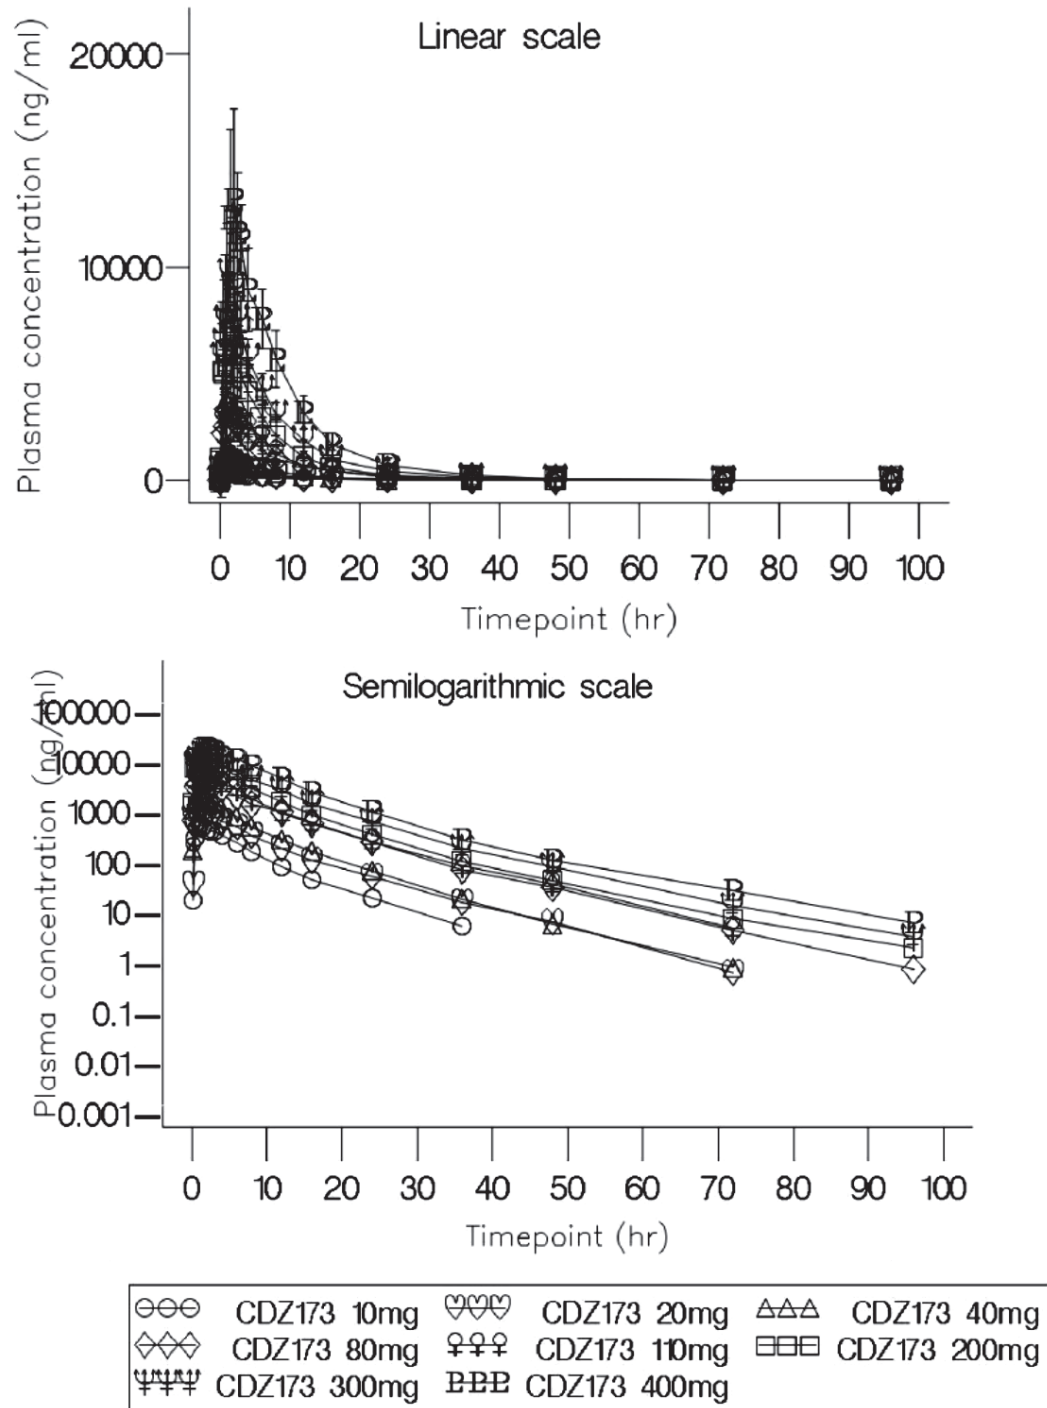 Linear scale
Plasma concentration (ng/ml)
20000
10000
0
0 10 20 30 40 50 60 70 80 90 100
Timepoint (hr)
Semilogarithmic scale
Plasma concentration (ng/ml)
100000
10000
1000
100
10
1
0.1
0.01
0.001
0 10 20 30 40 50 60 70 80 90 100
Timepoint (hr)
CDZ173 10mg CDZ173 20mg CDZ173 40mg
CDZ173 80mg CDZ173 110mg CDZ173 200mg
CDZ173 300mg CDZ173 400mg